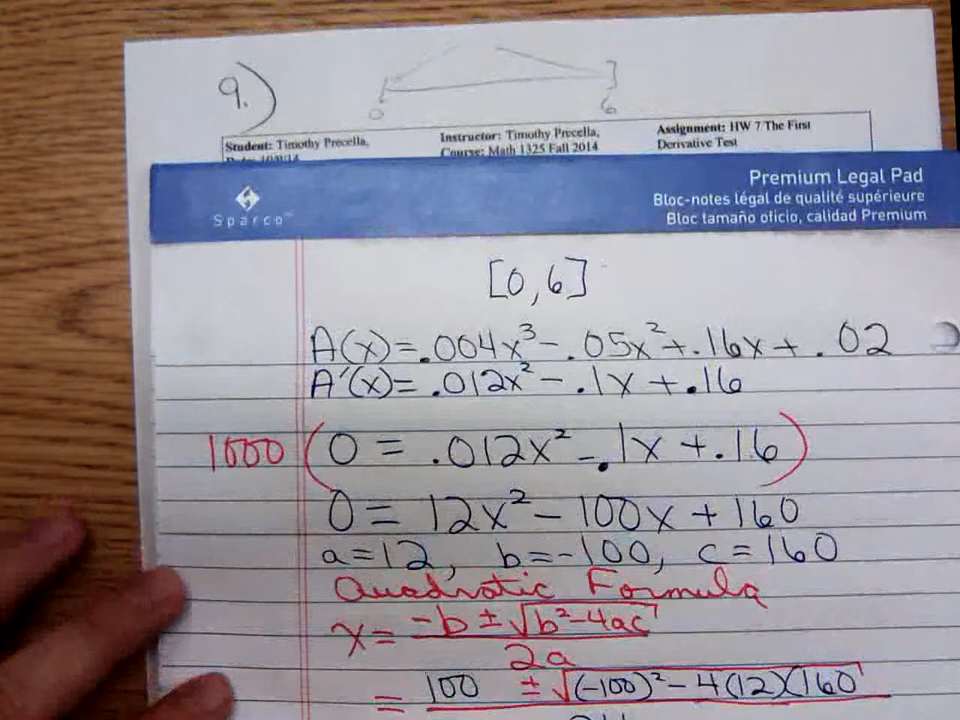 9.)
0 6
Student: Timothy Precella, Instructor: Timothy Precella, Assignment: HW 7 The First
Course: Math 1325 Fall 2014 Derivative Test
Premium Legal Pad
Sparco Bloc-notes légal de qualité supérieure
Bloc tamaño oficio, calidad Premium
[0,6]
A(x)=.004x³-.05x²+.16x+.02
A'(x)=.012x²-.1x+.16
1000(0=.012x²-.1x+.16)
0=12x²-100x+160
a=12, b=-100, c=160
Quadratic Formula
x= -b±√b²-4ac
2a
= 100 ±√(-100)²-4(12)(160)